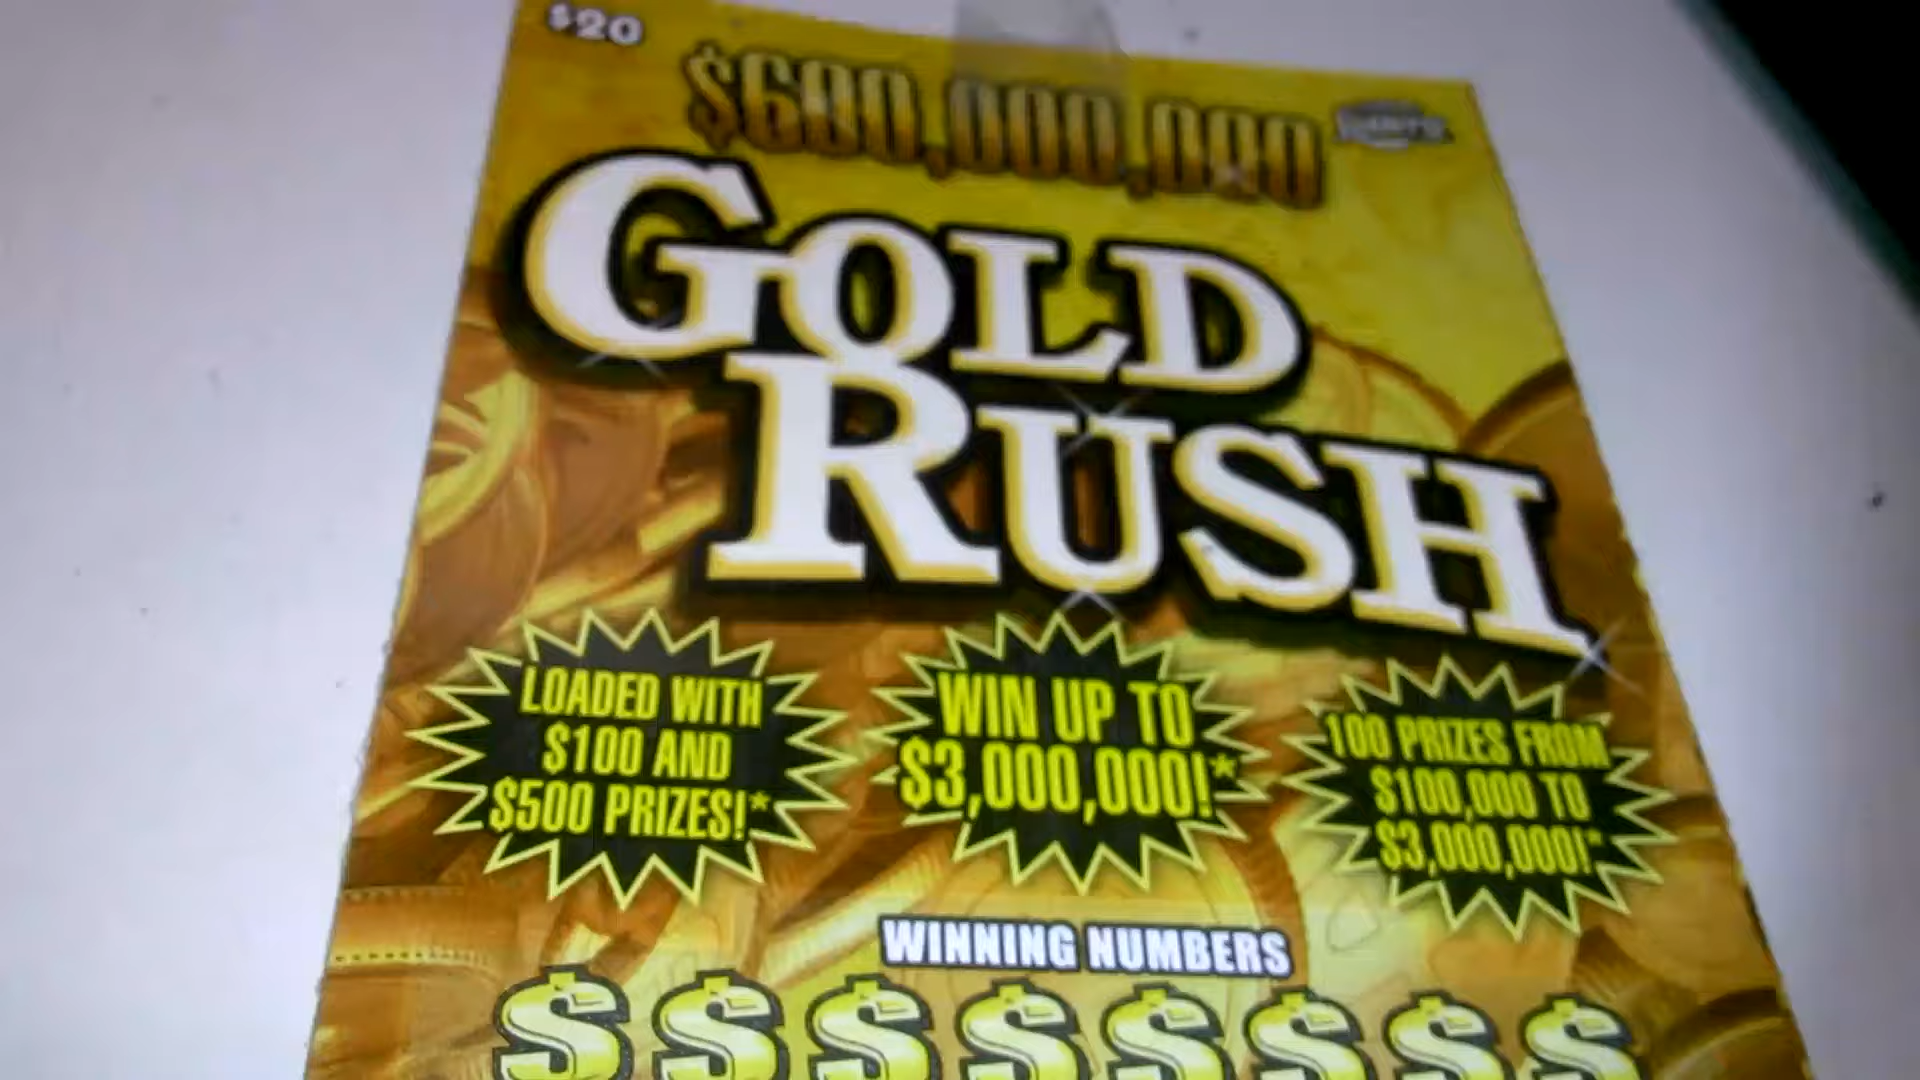 $20
$600,000,000
GOLD
RUSH
LOADED WITH
$100 AND
$500 PRIZES!*
WIN UP TO
$3,000,000!*
100 PRIZES FROM
$100,000 TO
$3,000,000!*
WINNING NUMBERS
$ $ $ $ $ $ $ $